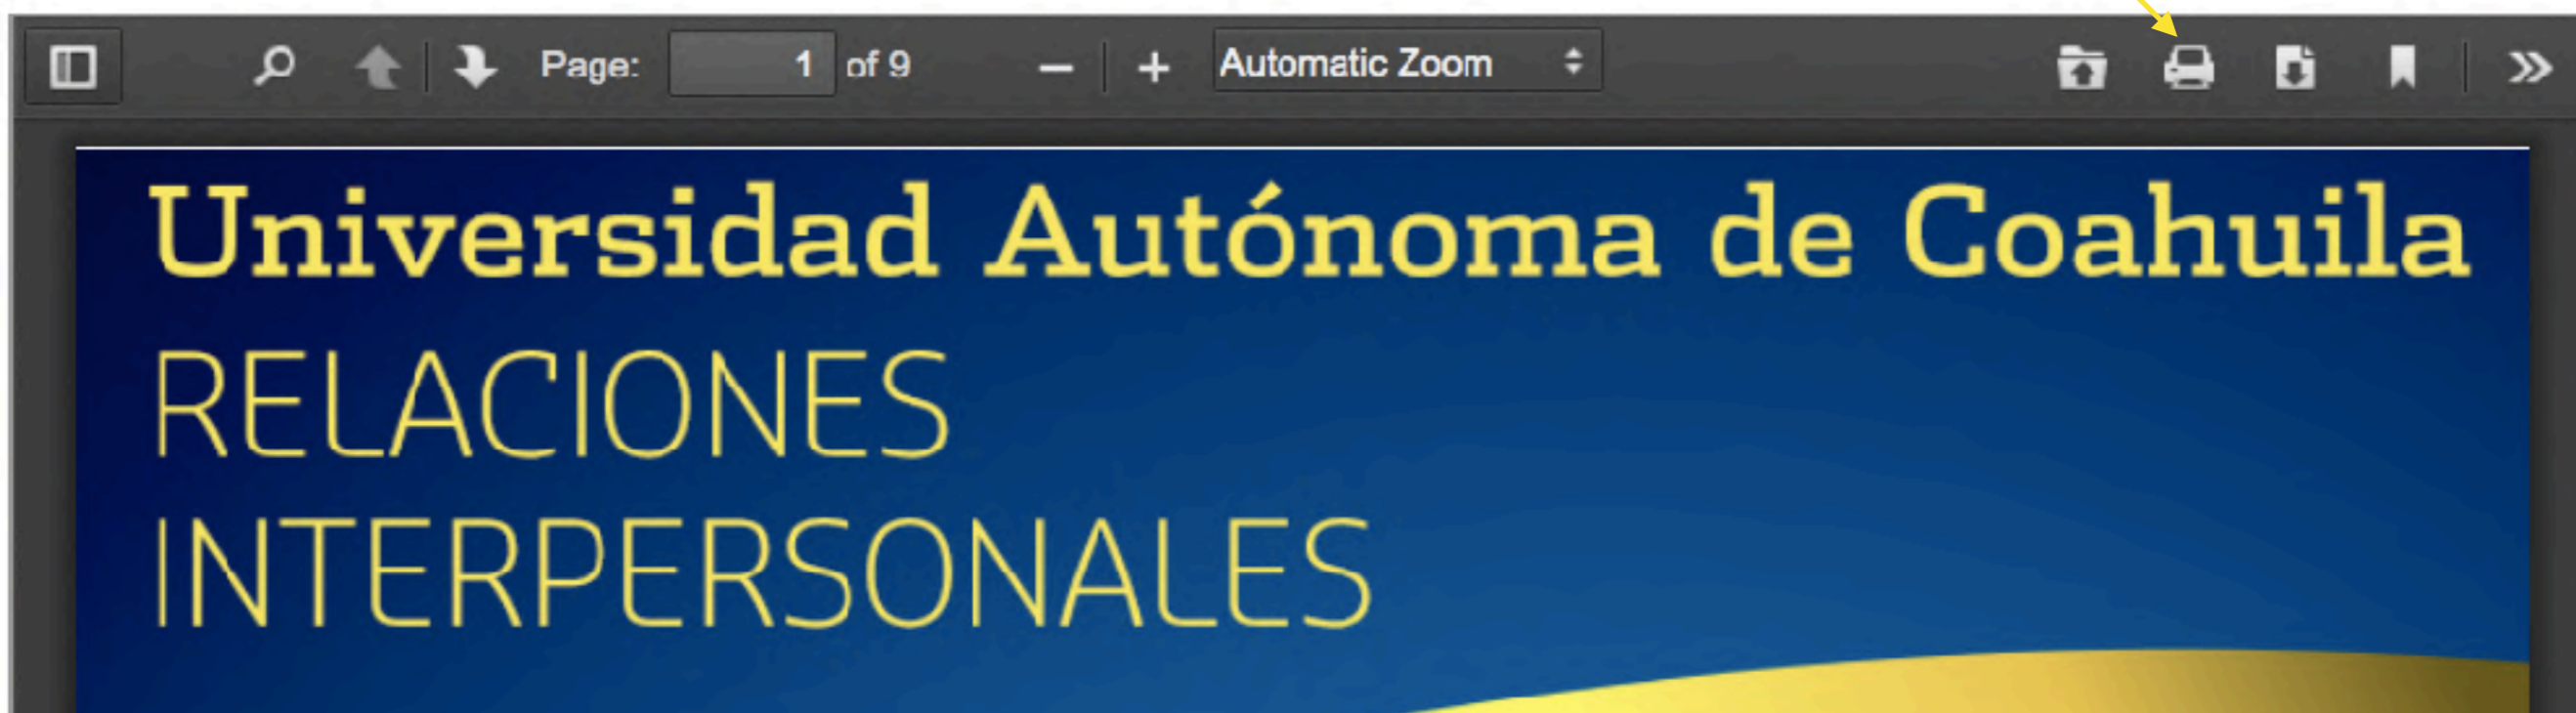 Page: 1 of 9 Automatic Zoom
Universidad Autónoma de Coahuila
RELACIONES
INTERPERSONALES